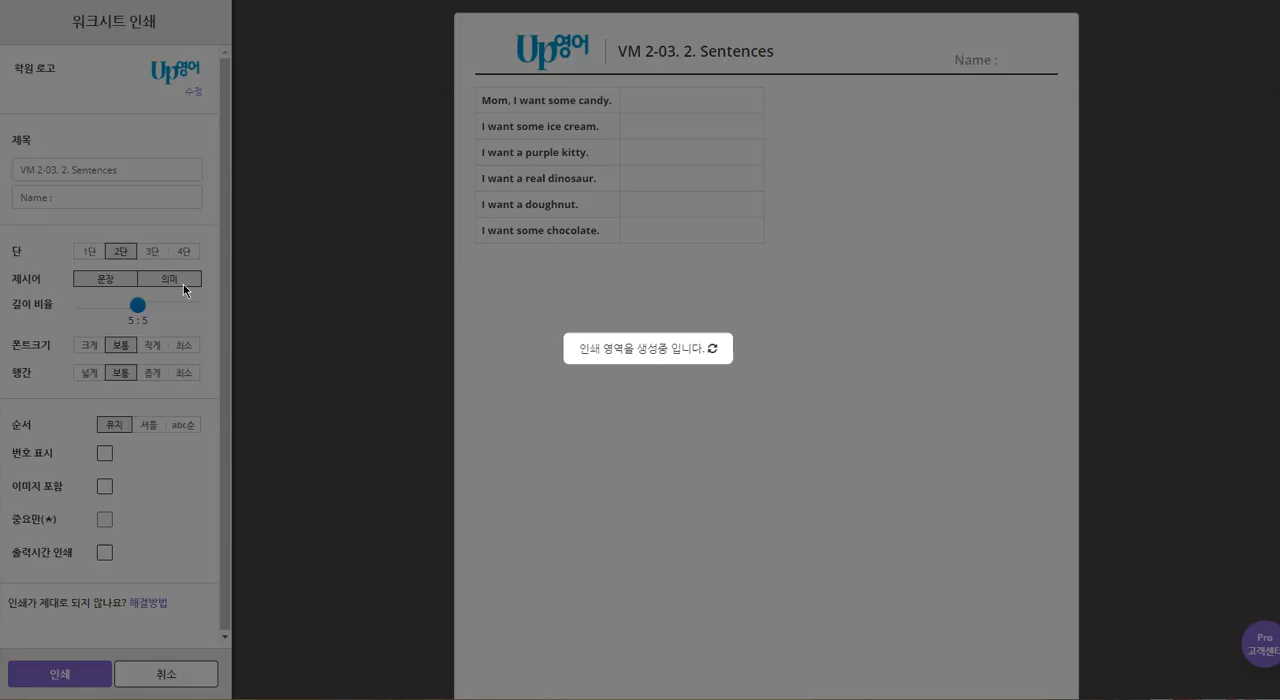 워크시트 인쇄
학원 로고
Up영어
수정
제목
VM 2-03. 2. Sentences
Name :
단
1단 2단 3단 4단
제시어
문장 의미
길이 비율
5 : 5
폰트크기
크게 보통 작게 최소
행간
넓게 보통 좁게 최소
순서
유지 셔플 abc순
번호 표시
이미지 포함
중요만(★)
출력시간 인쇄
인쇄가 제대로 되지 않나요? 해결방법
인쇄 취소
Up영어 VM 2-03. 2. Sentences
Name :
Mom, I want some candy.
I want some ice cream.
I want a purple kitty.
I want a real dinosaur.
I want a doughnut.
I want some chocolate.
인쇄 영역을 생성중 입니다.
Pro
고객센터